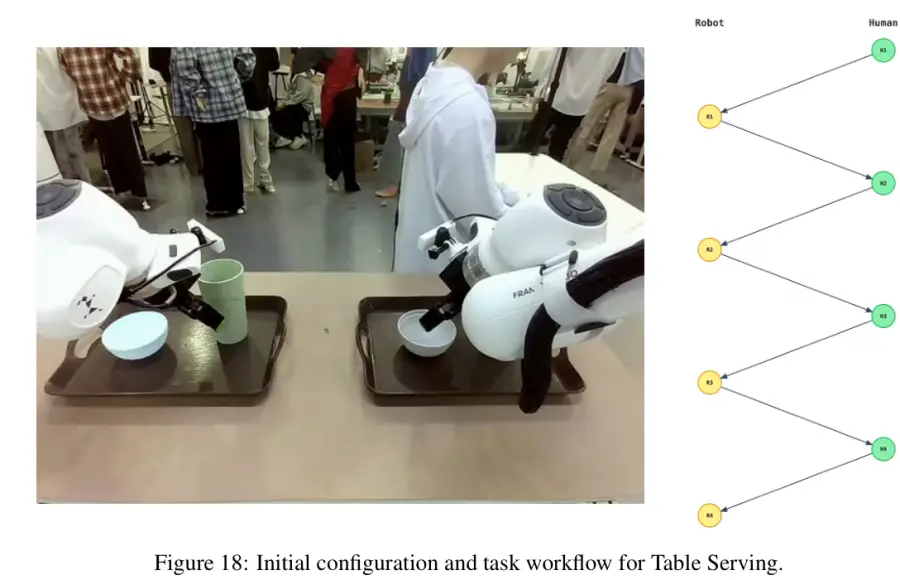 Robot Human
H1
R1
H2
R2
H3
R3
H4
R4
FRAN
Figure 18: Initial configuration and task workflow for Table Serving.